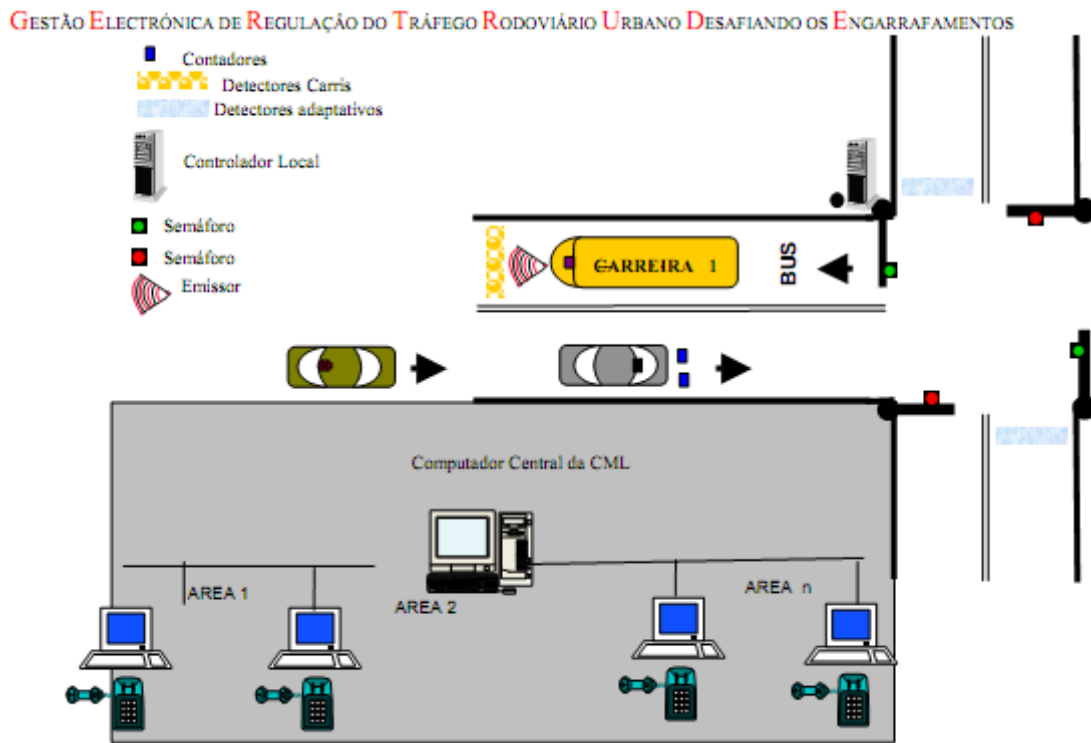 GESTÃO ELECTRÓNICA DE REGULAÇÃO DO TRÁFEGO RODOVIÁRIO URBANO DESAFIANDO OS ENGARRAFAMENTOS
Contadores
Detectores Carris
Detectores adaptativos
Controlador Local
Semáforo
Semáforo
Emissor
CARREIRA 1
BUS
Computador Central da CML
AREA 1
AREA 2
AREA n